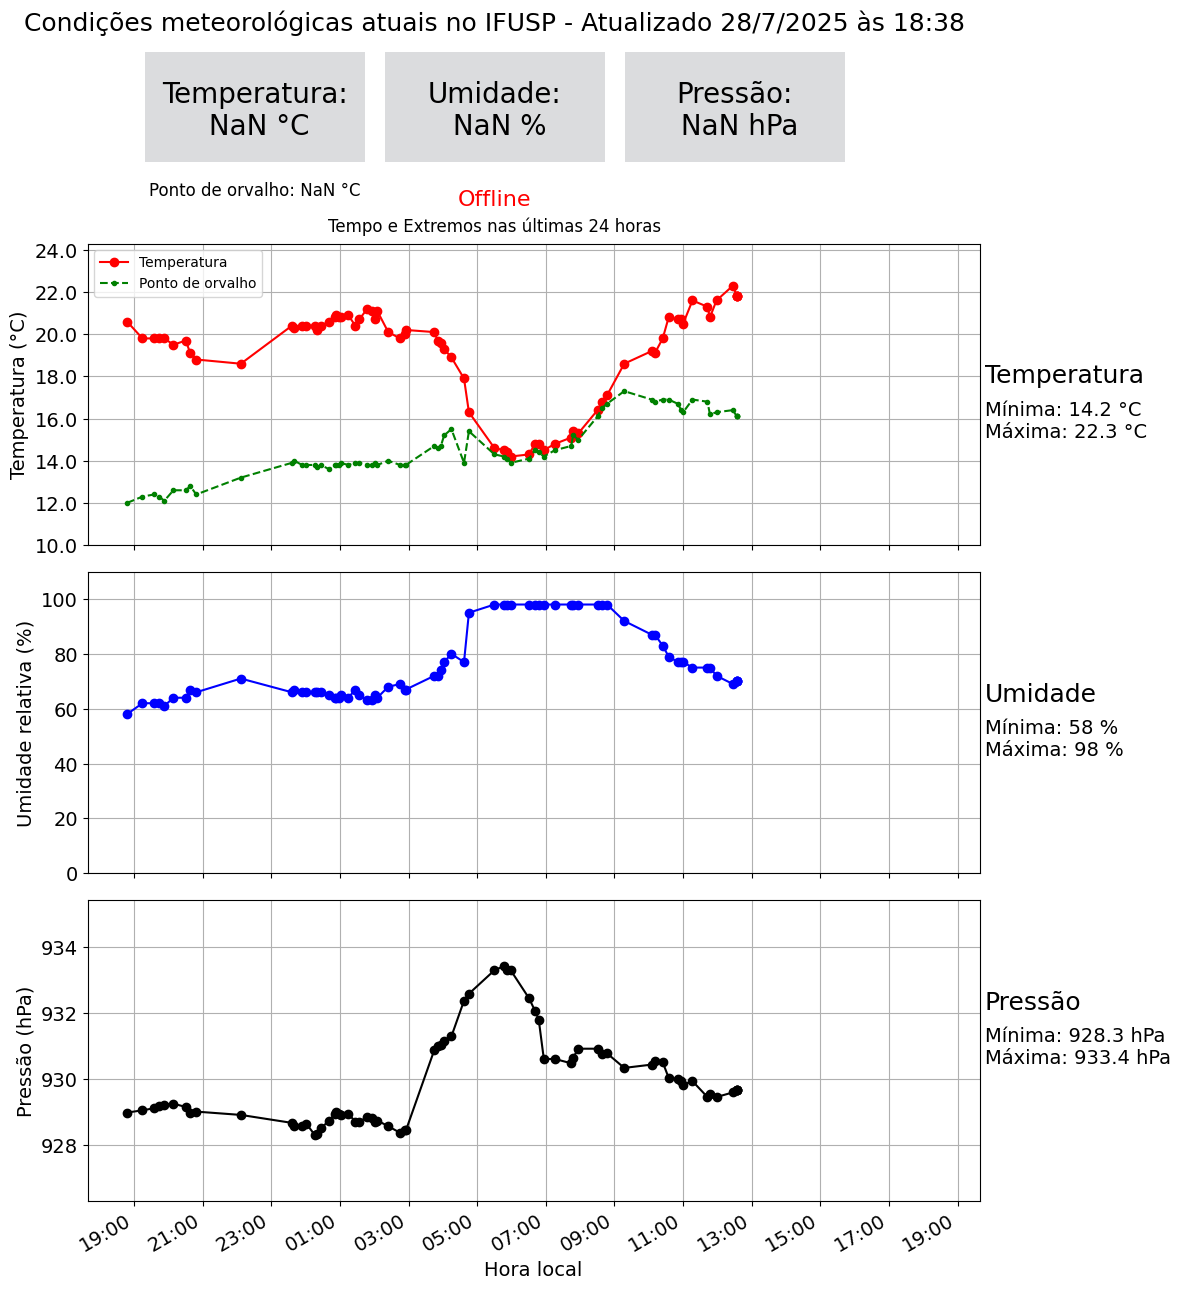 Condições meteorológicas atuais no IFUSP - Atualizado 28/7/2025 às 18:38
Temperatura:
NaN °C
Umidade:
NaN %
Pressão:
NaN hPa
Ponto de orvalho: NaN °C
Offline
Tempo e Extremos nas últimas 24 horas
Temperatura (°C)
24.0
22.0
20.0
18.0
16.0
14.0
12.0
10.0
Temperatura
Ponto de orvalho
Temperatura
Mínima: 14.2 °C
Máxima: 22.3 °C
Umidade relativa (%)
100
80
60
40
20
0
Umidade
Mínima: 58 %
Máxima: 98 %
Pressão (hPa)
934
932
930
928
Pressão
Mínima: 928.3 hPa
Máxima: 933.4 hPa
19:00
21:00
23:00
01:00
03:00
05:00
07:00
09:00
11:00
13:00
15:00
17:00
19:00
Hora local